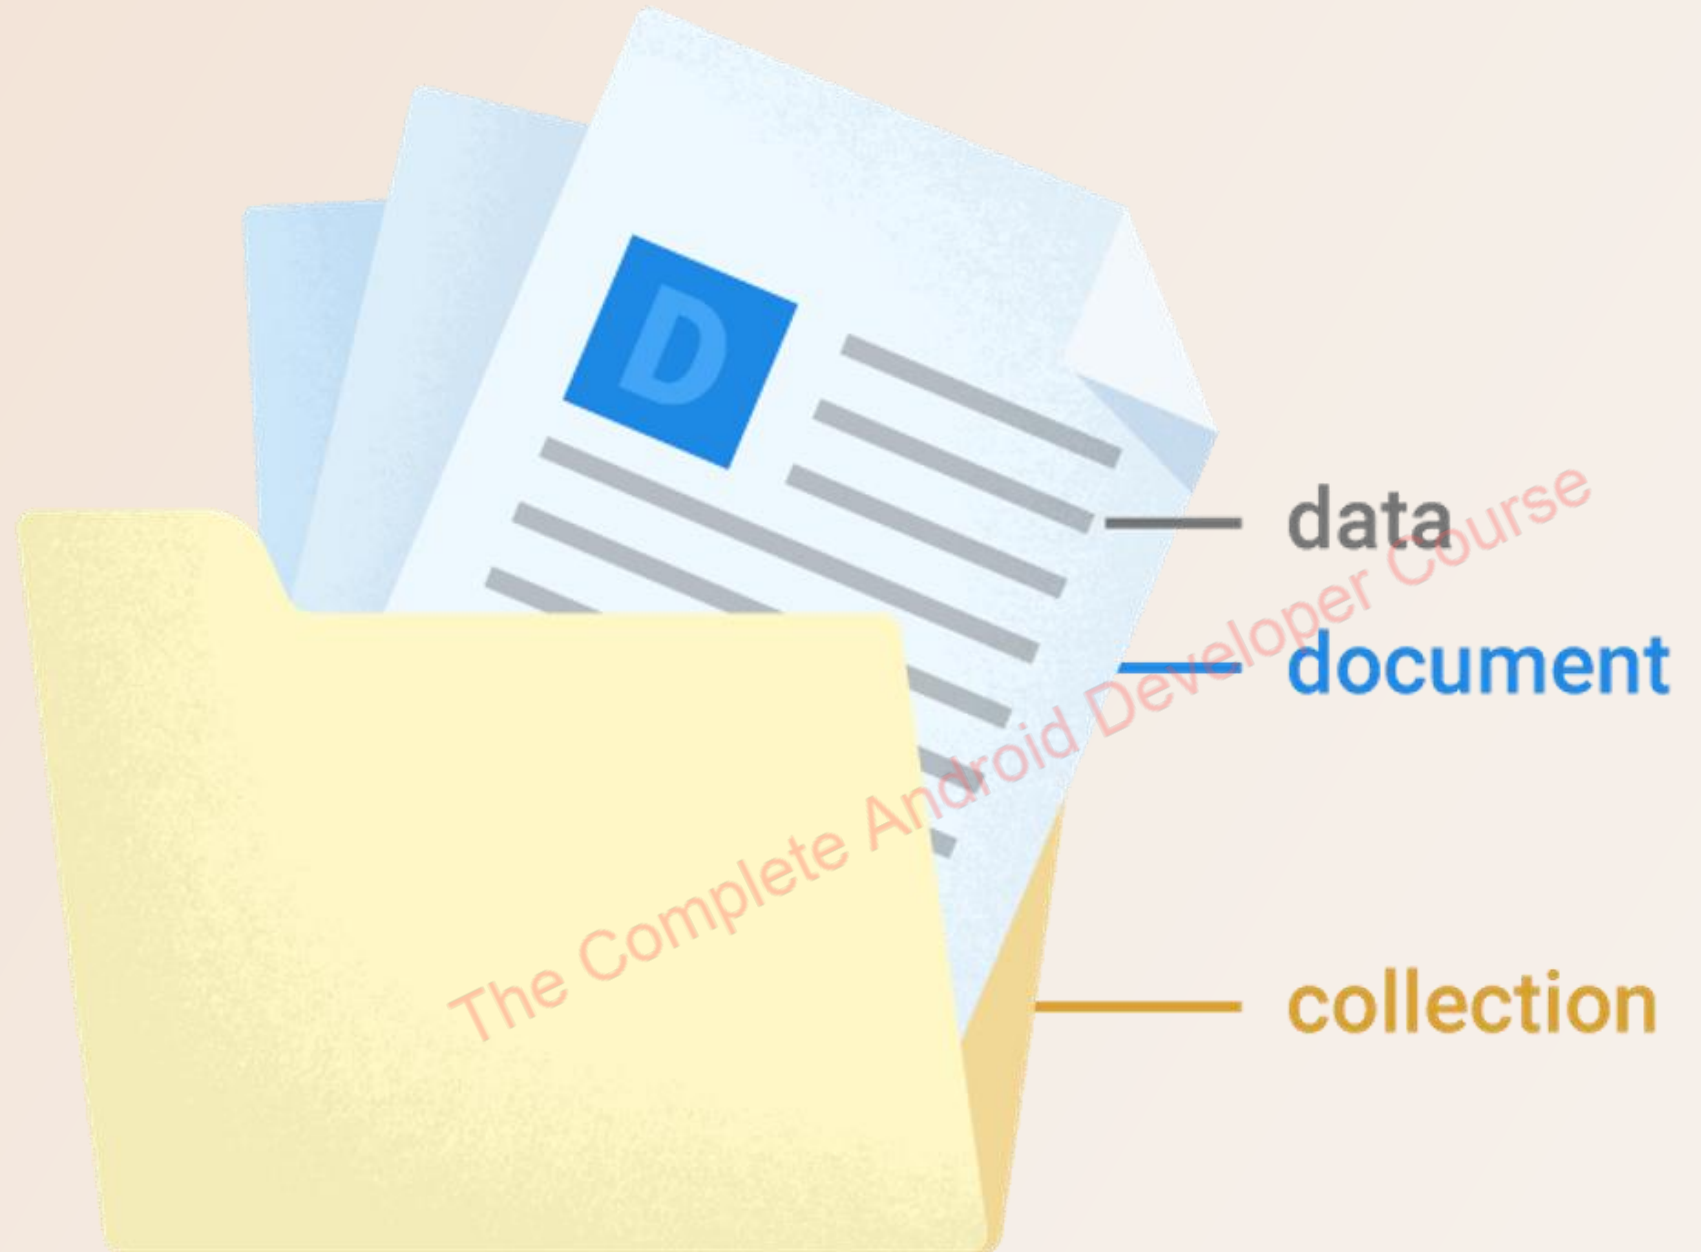 D
data
document
collection
The Complete Android Developer Course